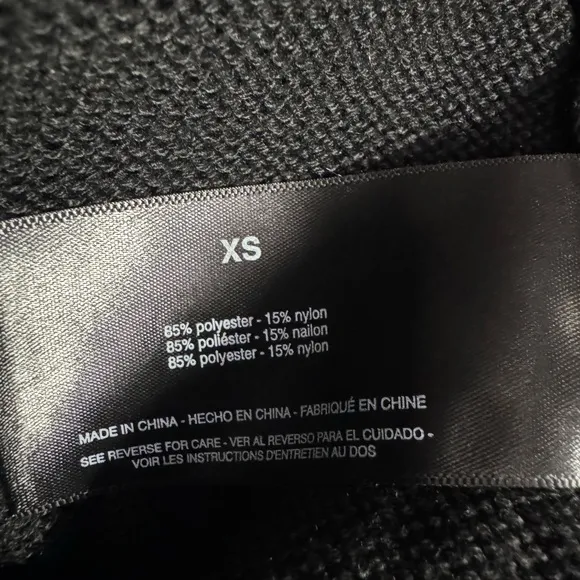 XS
85% polyester - 15% nylon
85% poliéster - 15% nailon
85% polyester - 15% nylon
MADE IN CHINA - HECHO EN CHINA - FABRIQUÉ EN CHINE
SEE REVERSE FOR CARE - VER AL REVERSO PARA EL CUIDADO -
VOIR LES INSTRUCTIONS D'ENTRETIEN AU DOS